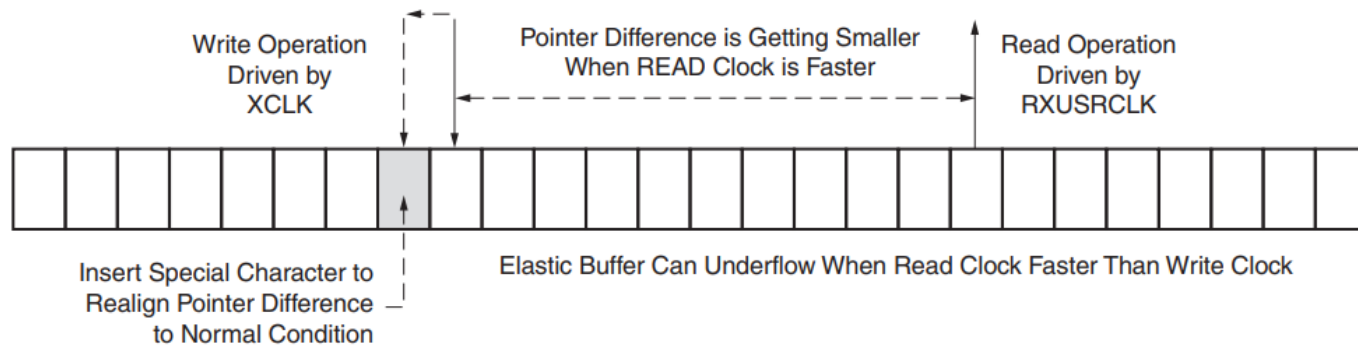 Write Operation
Driven by
XCLK
Pointer Difference is Getting Smaller
When READ Clock is Faster
Read Operation
Driven by
RXUSRCLK
Insert Special Character to
Realign Pointer Difference
to Normal Condition
Elastic Buffer Can Underflow When Read Clock Faster Than Write Clock